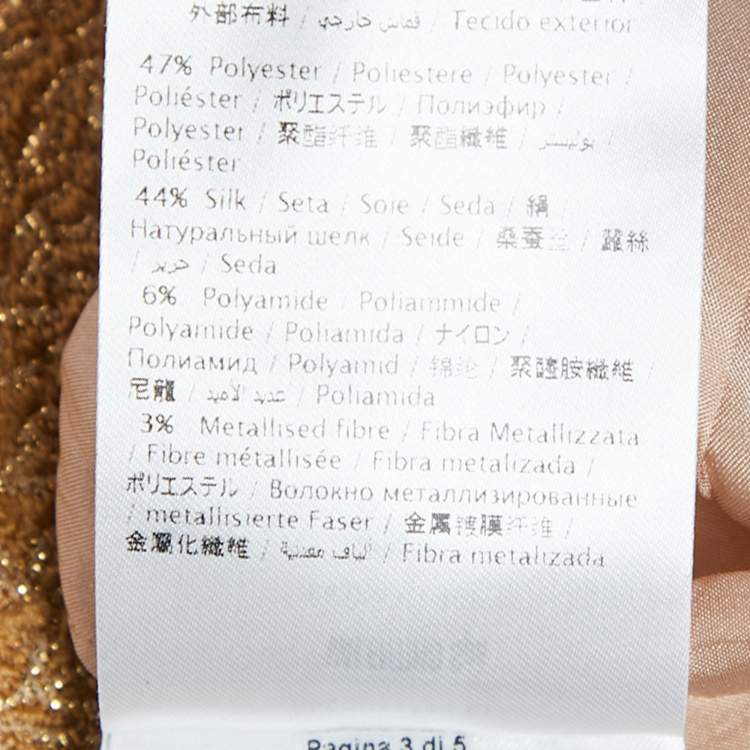 外部布料 / قماش خارجي / Tecido exterior
47% Polyester / Poliestere / Polyester /
Poliéster / ポリエステル / Полиэфир /
Polyester / 聚酯纤维 / 聚酯纖維 / بوليستر /
Poliéster
44% Silk / Seta / Soie / Seda / 絹 /
Натуральный шелк / Seide / 桑蚕丝 / 蠶絲
/ حرير / Seda
6% Polyamide / Poliammide /
Polyamide / Poliamida / ナイロン /
Полиамид / Polyamid / 锦纶 / 聚醯胺纖維 /
尼龍 / عديد الأميد / Poliamida
3% Metallised fibre / Fibra Metallizzata
/ Fibre métallisée / Fibra metalizada /
ポリエステル / Волокно металлизированные
/ metallisierte Faser / 金属镀膜纤维 /
金屬化纖維 / ألياف معدنية / Fibra metalizada
Pagina 3 di 5